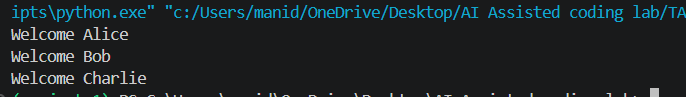 ipts\python.exe" "c:/Users/manid/OneDrive/Desktop/AI Assisted coding lab/TA
Welcome Alice
Welcome Bob
Welcome Charlie